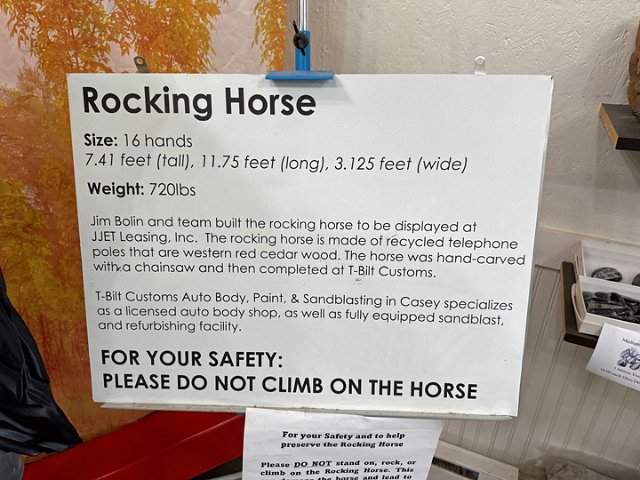 Rocking Horse
Size: 16 hands
7.41 feet (tall), 11.75 feet (long), 3.125 feet (wide)
Weight: 720lbs
Jim Bolin and team built the rocking horse to be displayed at
JJET Leasing, Inc. The rocking horse is made of recycled telephone
poles that are western red cedar wood. The horse was hand-carved
with a chainsaw and then completed at T-Bilt Customs.
T-Bilt Customs Auto Body, Paint, & Sandblasting in Casey specializes
as a licensed auto body shop, as well as fully equipped sandblast,
and refurbishing facility.
FOR YOUR SAFETY:
PLEASE DO NOT CLIMB ON THE HORSE
For your Safety and to help
preserve the Rocking Horse
Please DO NOT stand on, rock, or
climb on the Rocking Horse. This
the horse and lead to